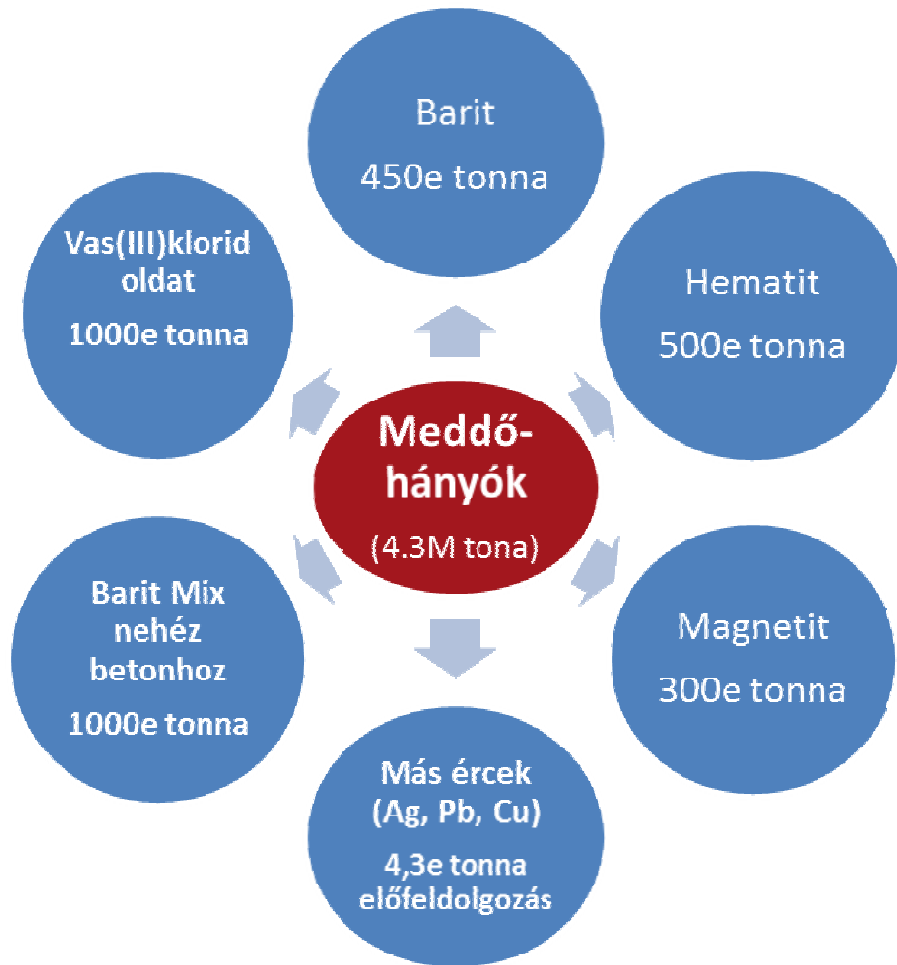 Barit
450e tonna
Hematit
500e tonna
Magnetit
300e tonna
Más ércek
(Ag, Pb, Cu)
4,3e tonna
előfeldolgozás
Barit Mix
nehéz
betonhoz
1000e tonna
Vas(III)klorid
oldat
1000e tonna
Meddő-
hányók
(4.3M tona)